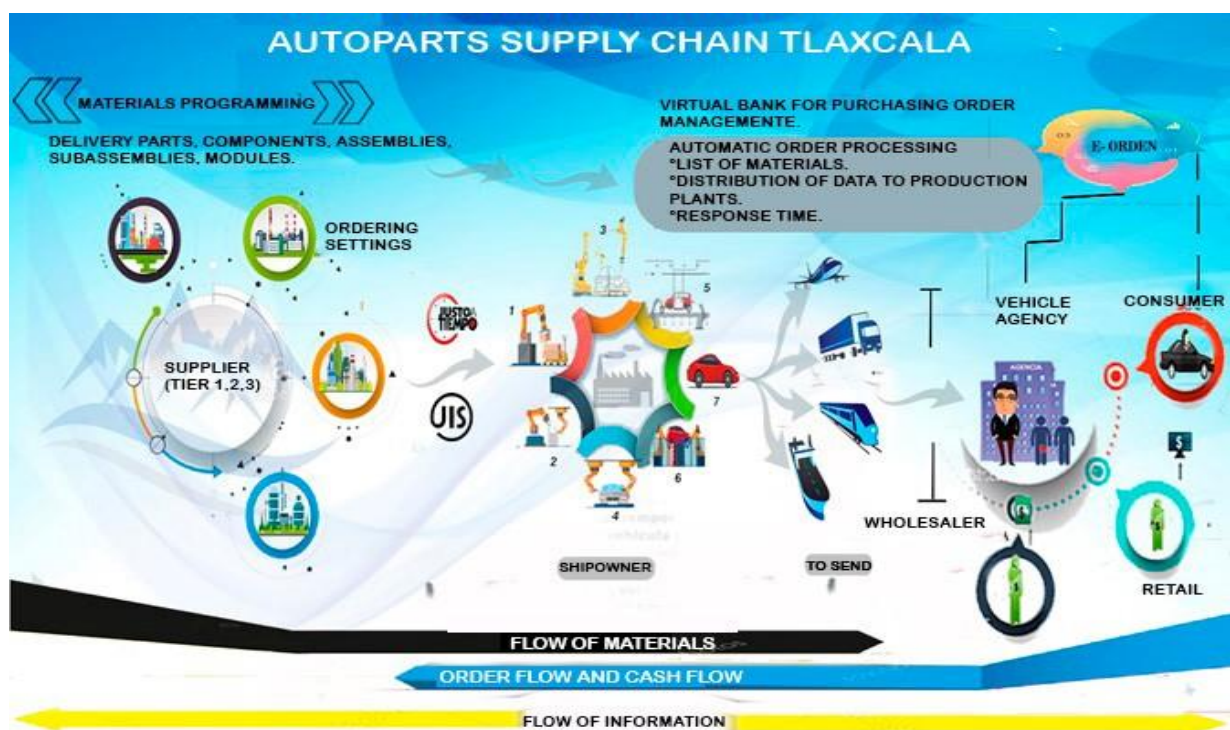 AUTOPARTS SUPPLY CHAIN TLAXCALA
MATERIALS PROGRAMMING
DELIVERY PARTS, COMPONENTS, ASSEMBLIES,
SUBASSEMBLIES, MODULES.
VIRTUAL BANK FOR PURCHASING ORDER
MANAGEMENTE.
AUTOMATIC ORDER PROCESSING
*LIST OF MATERIALS.
*DISTRIBUTION OF DATA TO PRODUCTION
PLANTS.
*RESPONSE TIME.
E- ORDEN
ORDERING
SETTINGS
SUPPLIER
(TIER 1,2,3)
JUSTO A
TIEMPO
JIS
1
2
3
4
5
6
7
VEHICLE
AGENCY
CONSUMER
AGENCIA
$
WHOLESALER
$
$
RETAIL
SHIPOWNER
TO SEND
FLOW OF MATERIALS
ORDER FLOW AND CASH FLOW
FLOW OF INFORMATION